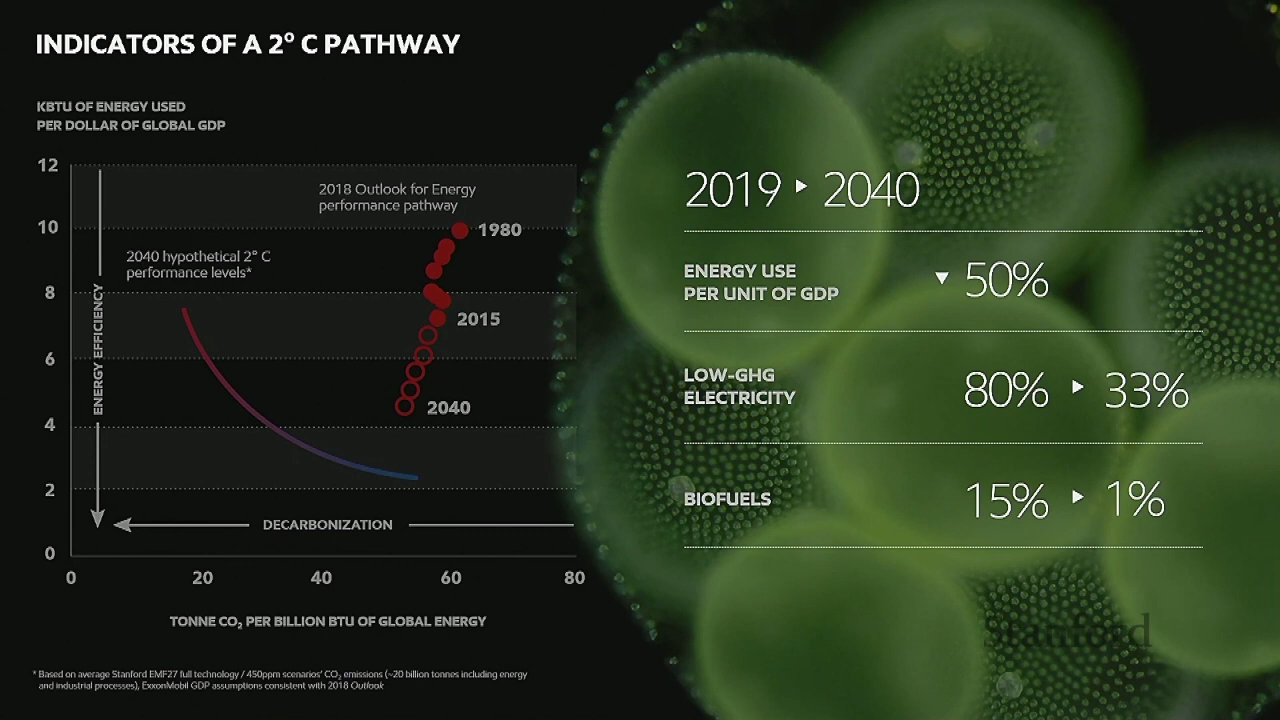 INDICATORS OF A 2° C PATHWAY
KBTU OF ENERGY USED
PER DOLLAR OF GLOBAL GDP
12
10
8
6
4
2
0
ENERGY EFFICIENCY
2018 Outlook for Energy
performance pathway
1980
2040 hypothetical 2° C
performance levels*
2015
2040
DECARBONIZATION
0 20 40 60 80
TONNE CO₂ PER BILLION BTU OF GLOBAL ENERGY
* Based on average Stanford EMF27 full technology / 450ppm scenarios' CO₂ emissions (~20 billion tonnes including energy
and industrial processes), ExxonMobil GDP assumptions consistent with 2018 Outlook
2019 ▸ 2040
ENERGY USE
PER UNIT OF GDP
▼ 50%
LOW-GHG
ELECTRICITY
80% ▸ 33%
BIOFUELS
15% ▸ 1%
Stanford